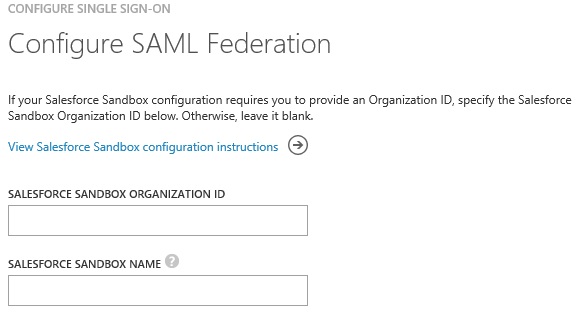 CONFIGURE SINGLE SIGN-ON
Configure SAML Federation
If your Salesforce Sandbox configuration requires you to provide an Organization ID, specify the Salesforce
Sandbox Organization ID below. Otherwise, leave it blank.
View Salesforce Sandbox configuration instructions
SALESFORCE SANDBOX ORGANIZATION ID
SALESFORCE SANDBOX NAME ?